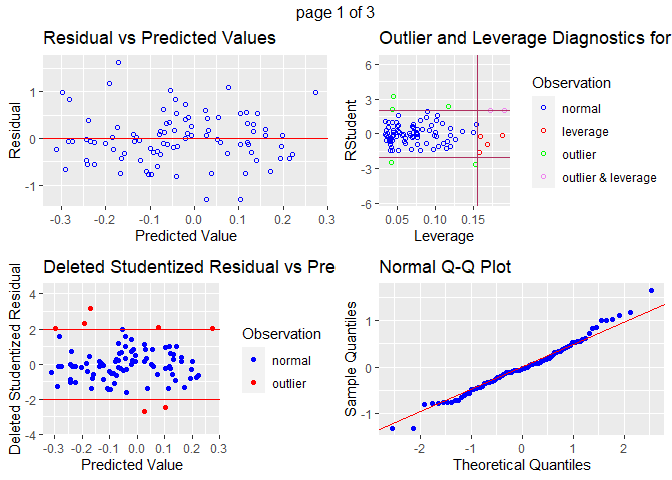 page 1 of 3
Residual vs Predicted Values
Residual
1
0
-1
-0.3 -0.2 -0.1 0.0 0.1 0.2 0.3
Predicted Value
Outlier and Leverage Diagnostics for
RStudent
6
3
0
-3
-6
0.05 0.10 0.15
Leverage
Observation
normal
leverage
outlier
outlier & leverage
Deleted Studentized Residual vs Pre
Deleted Studentized Residual
4
2
0
-2
-4
-0.3 -0.2 -0.1 0.0 0.1 0.2 0.3
Predicted Value
Observation
normal
outlier
Normal Q-Q Plot
Sample Quantiles
1
0
-1
-2 -1 0 1 2
Theoretical Quantiles